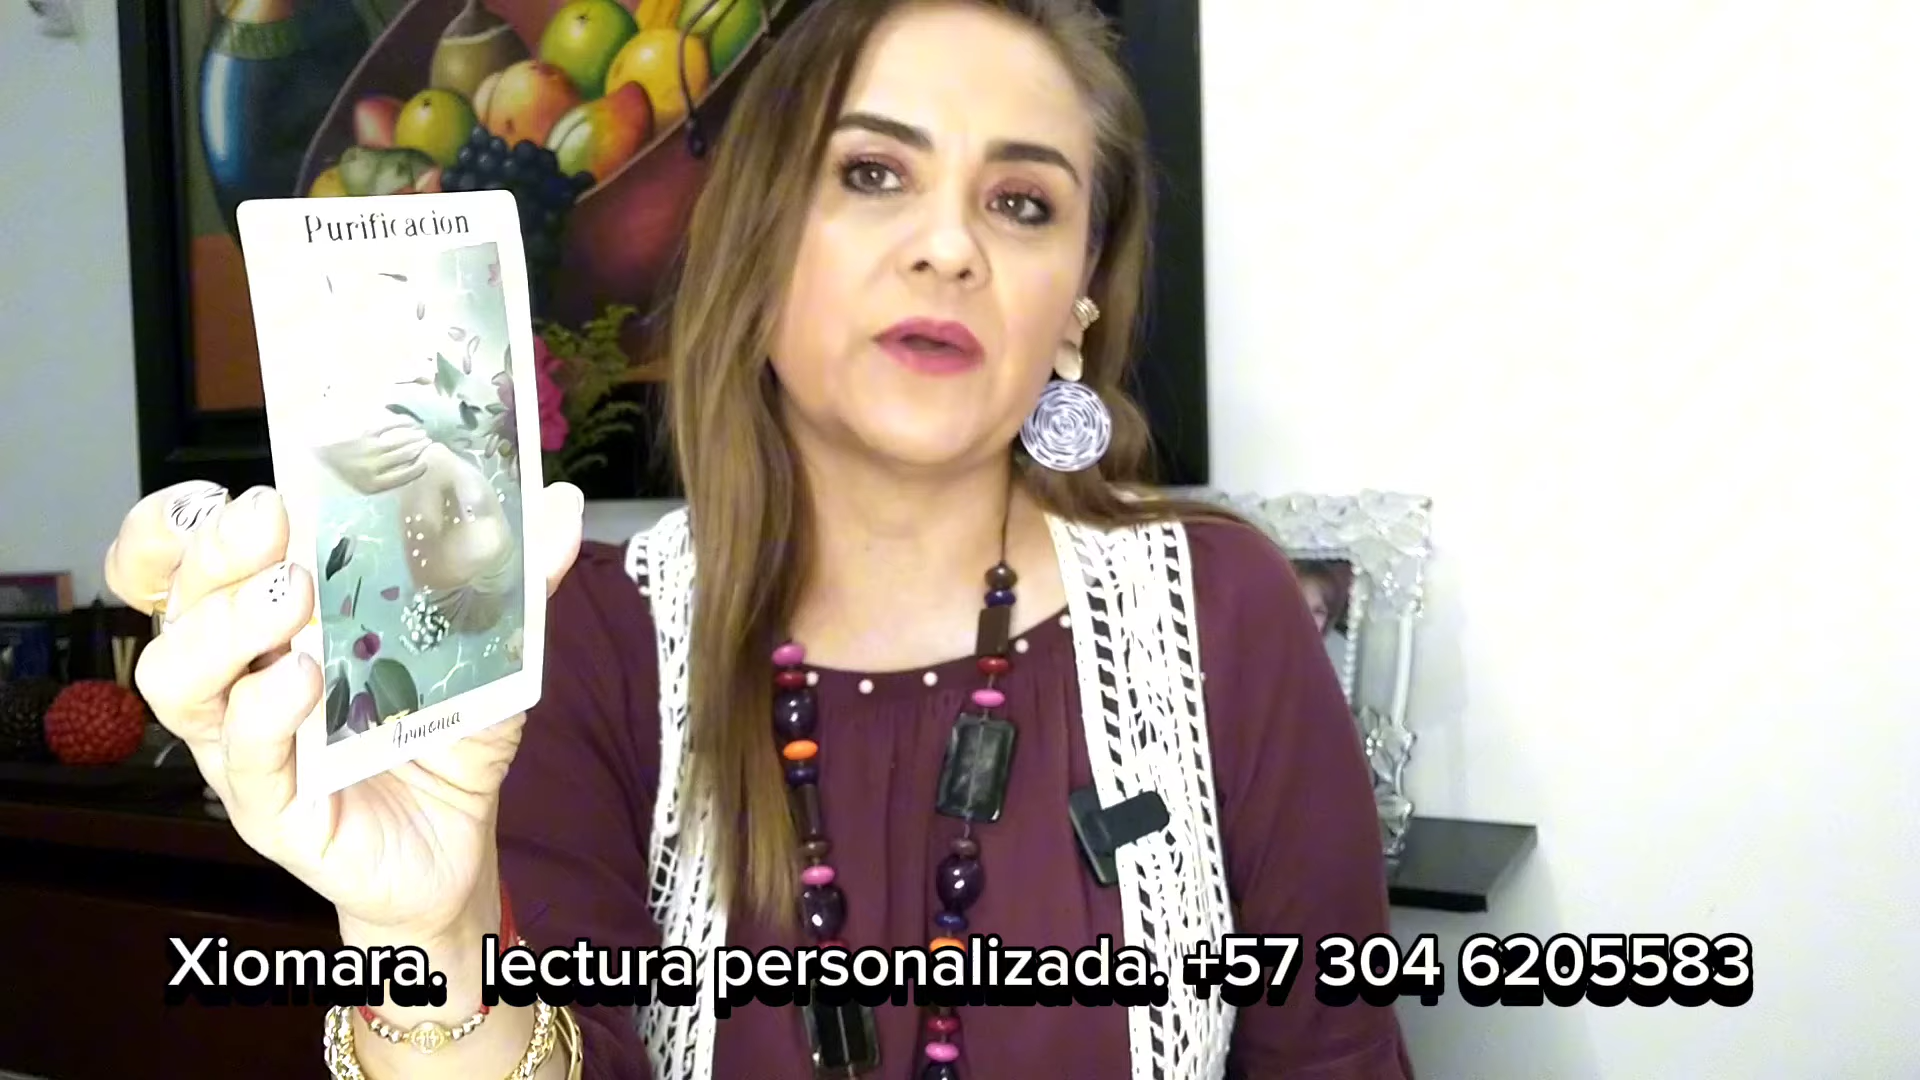 Purificacion
Armonia
Xiomara. lectura personalizada. +57 304 6205583